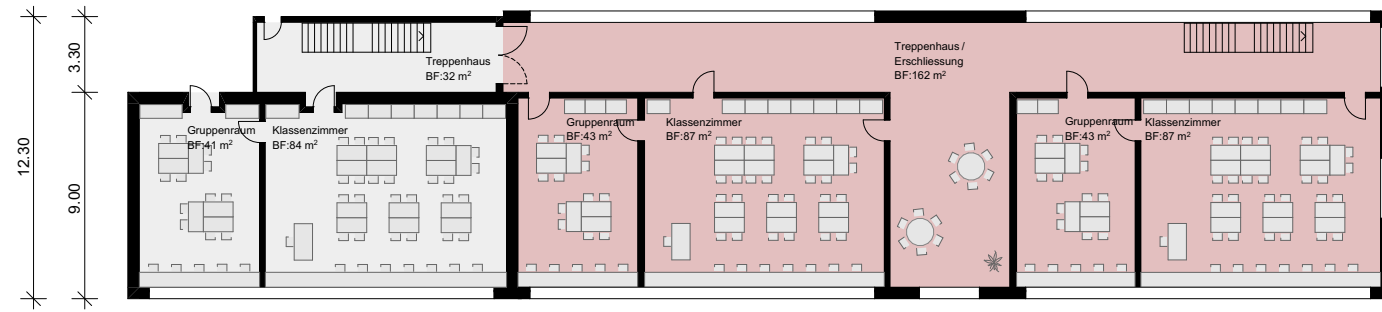 3.30
12.30
9.00
Treppenhaus
BF:32 m²
Treppenhaus /
Erschliessung
BF:162 m²
Gruppenraum
BF:41 m²
Klassenzimmer
BF:84 m²
Gruppenraum
BF:43 m²
Klassenzimmer
BF:87 m²
Gruppenraum
BF:43 m²
Klassenzimmer
BF:87 m²